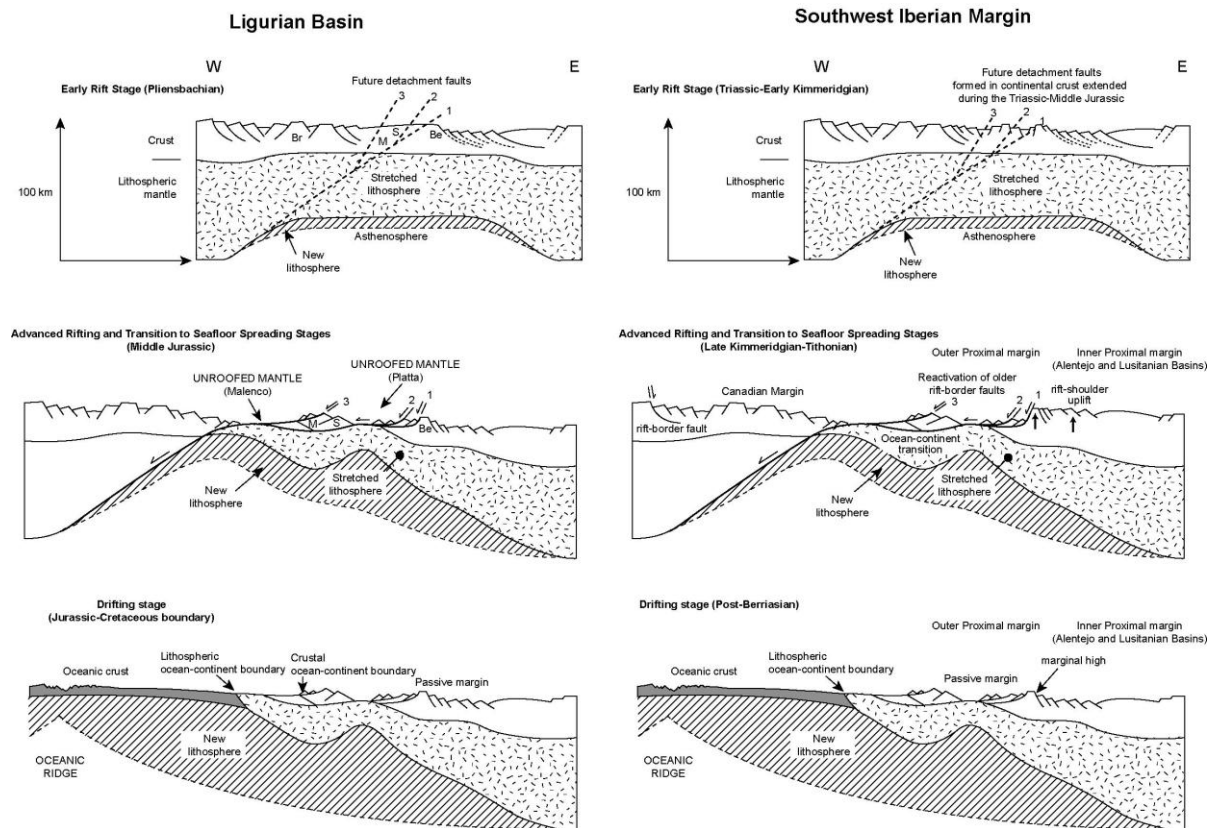 Ligurian Basin
W
E
Early Rift Stage (Pliensbachian)
Future detachment faults
3
2
1
Br
S
M
Be
Crust
Lithospheric
mantle
100 km
Stretched
lithosphere
Asthenosphere
New
lithosphere
Advanced Rifting and Transition to Seafloor Spreading Stages
(Middle Jurassic)
UNROOFED MANTLE
(Malenco)
UNROOFED MANTLE
(Platta)
3
2
1
M
S
Be
Stretched
lithosphere
New
lithosphere
Drifting stage
(Jurassic-Cretaceous boundary)
Oceanic crust
Lithospheric
ocean-continent boundary
Crustal
ocean-continent boundary
Passive margin
New
lithosphere
OCEANIC
RIDGE
Southwest Iberian Margin
W
E
Early Rift Stage (Triassic-Early Kimmeridgian)
Future detachment faults
formed in continental crust extended
during the Triassic-Middle Jurassic
3
2
1
Crust
Lithospheric
mantle
100 km
Stretched
lithosphere
Asthenosphere
New
lithosphere
Advanced Rifting and Transition to Seafloor Spreading Stages
(Late Kimmeridgian-Tithonian)
Outer Proximal margin
Inner Proximal margin
(Alentejo and Lusitanian Basins)
Canadian Margin
Reactivation of older
rift-border faults
rift-shoulder
uplift
3
2
1
rift-border fault
Ocean-continent
transition
Stretched
lithosphere
New
lithosphere
Drifting stage (Post-Berriasian)
Outer Proximal margin
Inner Proximal margin
(Alentejo and Lusitanian Basins)
Oceanic crust
Lithospheric
ocean-continent boundary
Passive margin
marginal high
New
lithosphere
OCEANIC
RIDGE